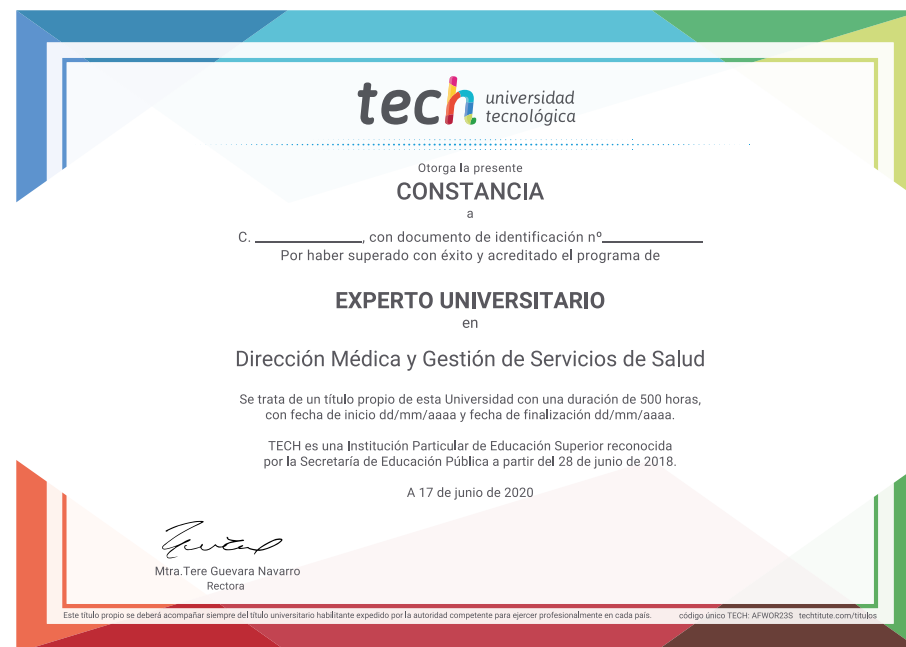 tech universidad
tecnológica
Otorga la presente
CONSTANCIA
a
C. ____________, con documento de identificación nº____________
Por haber superado con éxito y acreditado el programa de
EXPERTO UNIVERSITARIO
en
Dirección Médica y Gestión de Servicios de Salud
Se trata de un título propio de esta Universidad con una duración de 500 horas,
con fecha de inicio dd/mm/aaaa y fecha de finalización dd/mm/aaaa.
TECH es una Institución Particular de Educación Superior reconocida
por la Secretaría de Educación Pública a partir del 28 de junio de 2018.
A 17 de junio de 2020
Mtra.Tere Guevara Navarro
Rectora
Este título propio se deberá acompañar siempre del título universitario habilitante expedido por la autoridad competente para ejercer profesionalmente en cada país. código único TECH: AFWOR23S techtitute.com/titulos